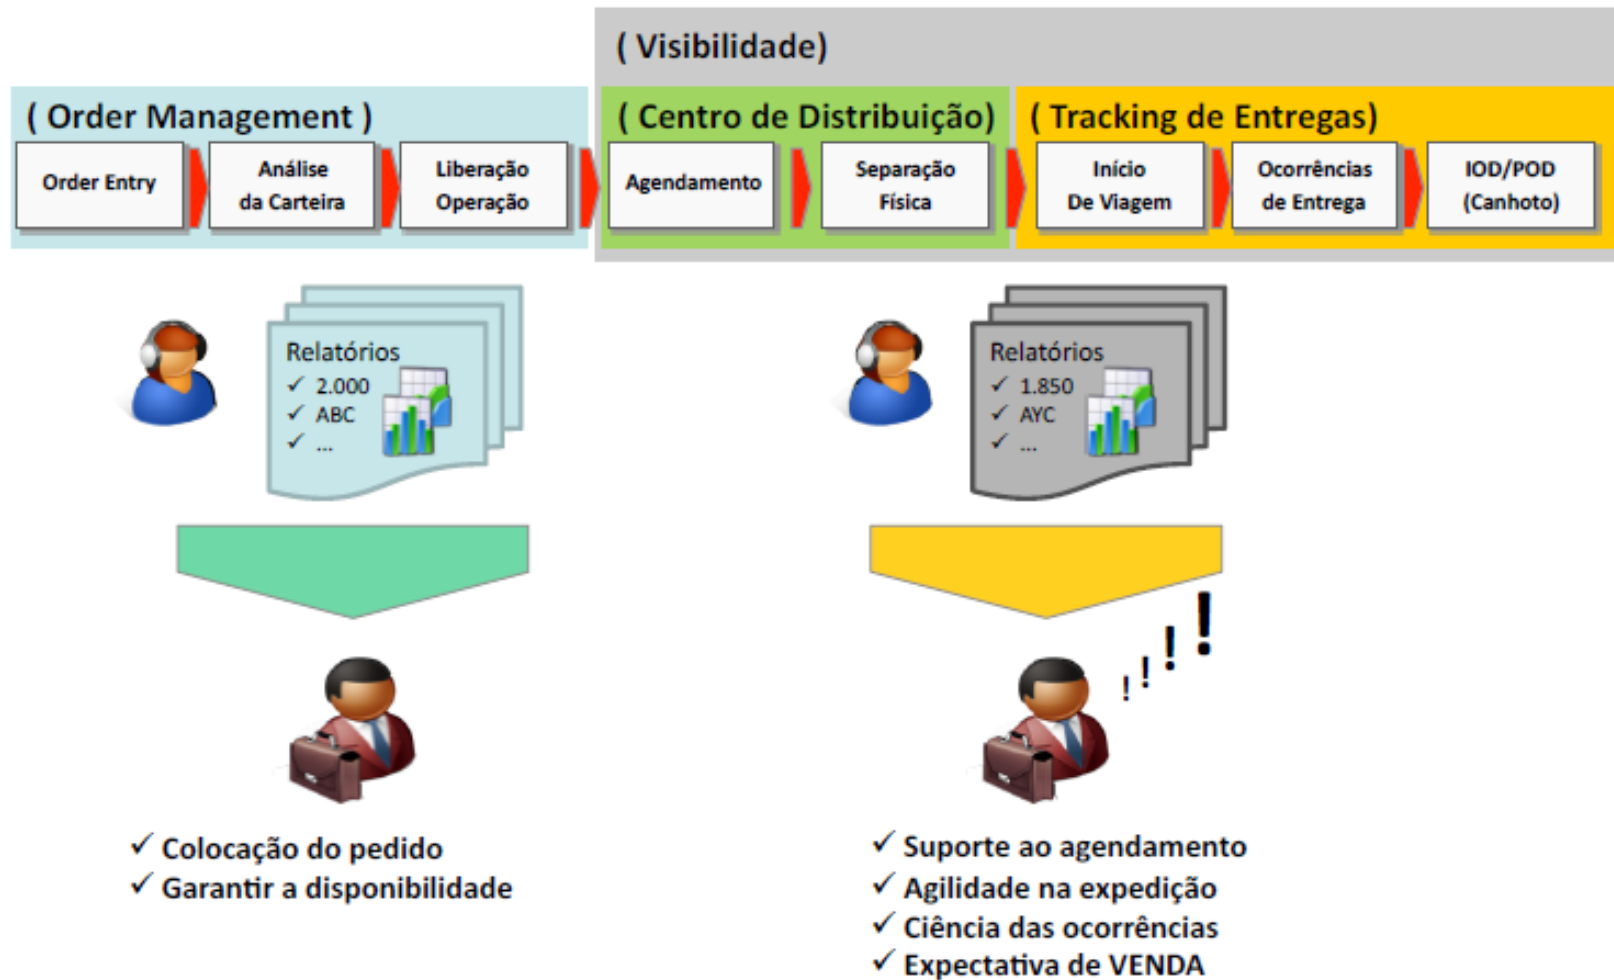 ( Visibilidade)
( Order Management )
( Centro de Distribuição)
( Tracking de Entregas)
Order Entry
Análise
da Carteira
Liberação
Operação
Agendamento
Separação
Física
Início
De Viagem
Ocorrências
de Entrega
IOD/POD
(Canhoto)
Relatórios
✓ 2.000
✓ ABC
✓ ...
Relatórios
✓ 1.850
✓ AYC
✓ ...
! ! ! !
✓ Colocação do pedido
✓ Garantir a disponibilidade
✓ Suporte ao agendamento
✓ Agilidade na expedição
✓ Ciência das ocorrências
✓ Expectativa de VENDA